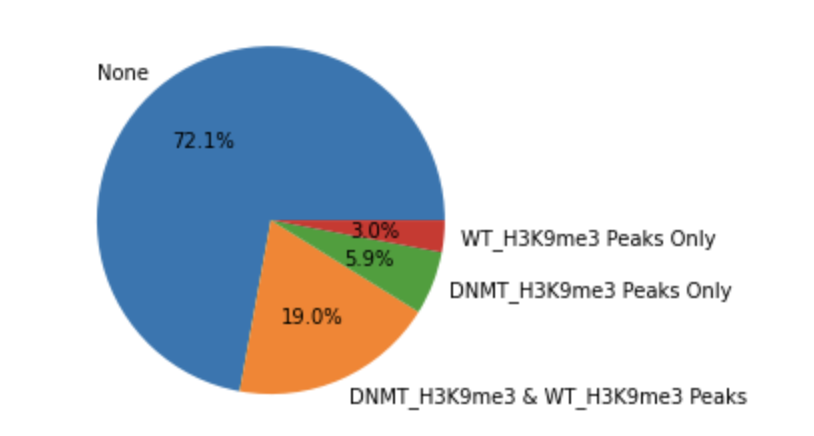 None
72.1%
3.0%
WT_H3K9me3 Peaks Only
5.9%
DNMT_H3K9me3 Peaks Only
19.0%
DNMT_H3K9me3 & WT_H3K9me3 Peaks